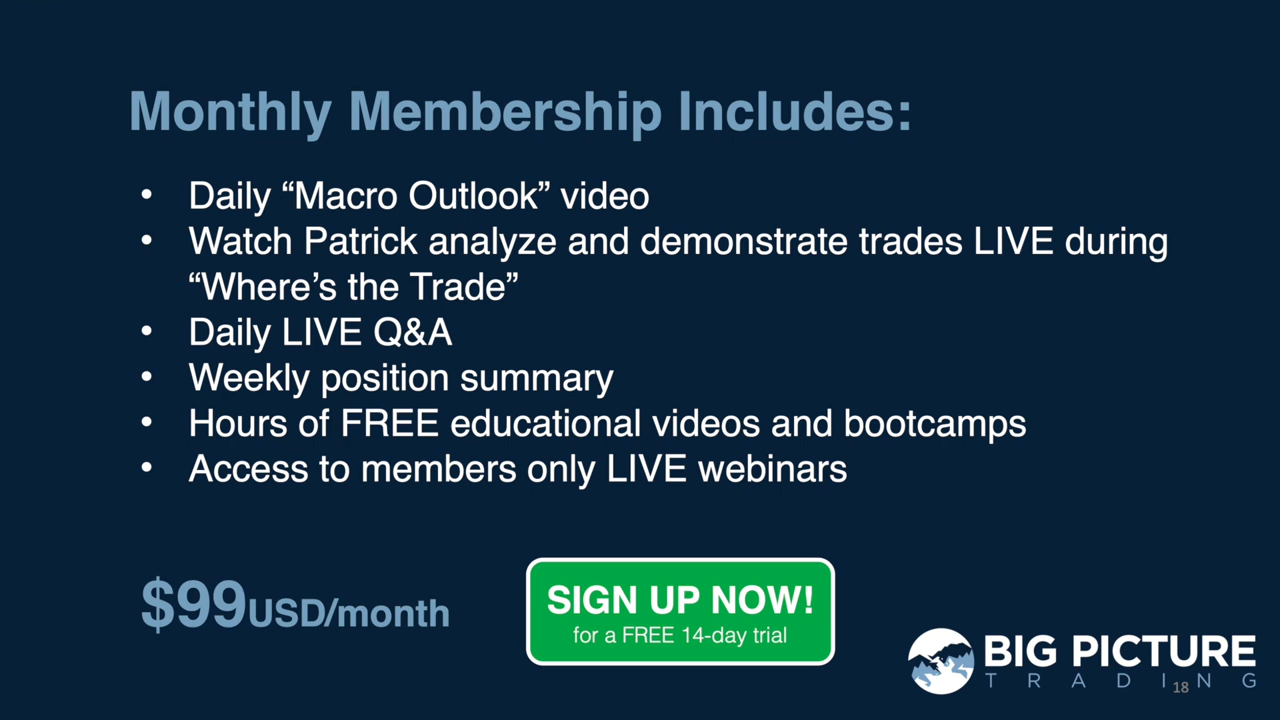 Monthly Membership Includes:
• Daily “Macro Outlook” video
• Watch Patrick analyze and demonstrate trades LIVE during
“Where’s the Trade”
• Daily LIVE Q&A
• Weekly position summary
• Hours of FREE educational videos and bootcamps
• Access to members only LIVE webinars
$99USD/month
SIGN UP NOW!
for a FREE 14-day trial
BIG PICTURE
TRADING
18